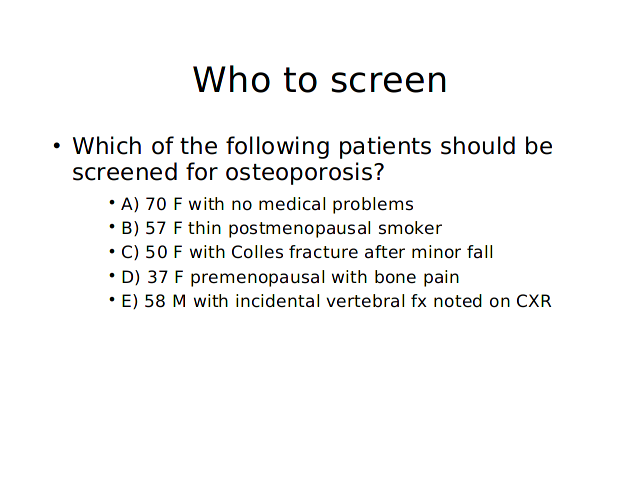 Who to screen
• Which of the following patients should be
screened for osteoporosis?
• A) 70 F with no medical problems
• B) 57 F thin postmenopausal smoker
• C) 50 F with Colles fracture after minor fall
• D) 37 F premenopausal with bone pain
• E) 58 M with incidental vertebral fx noted on CXR